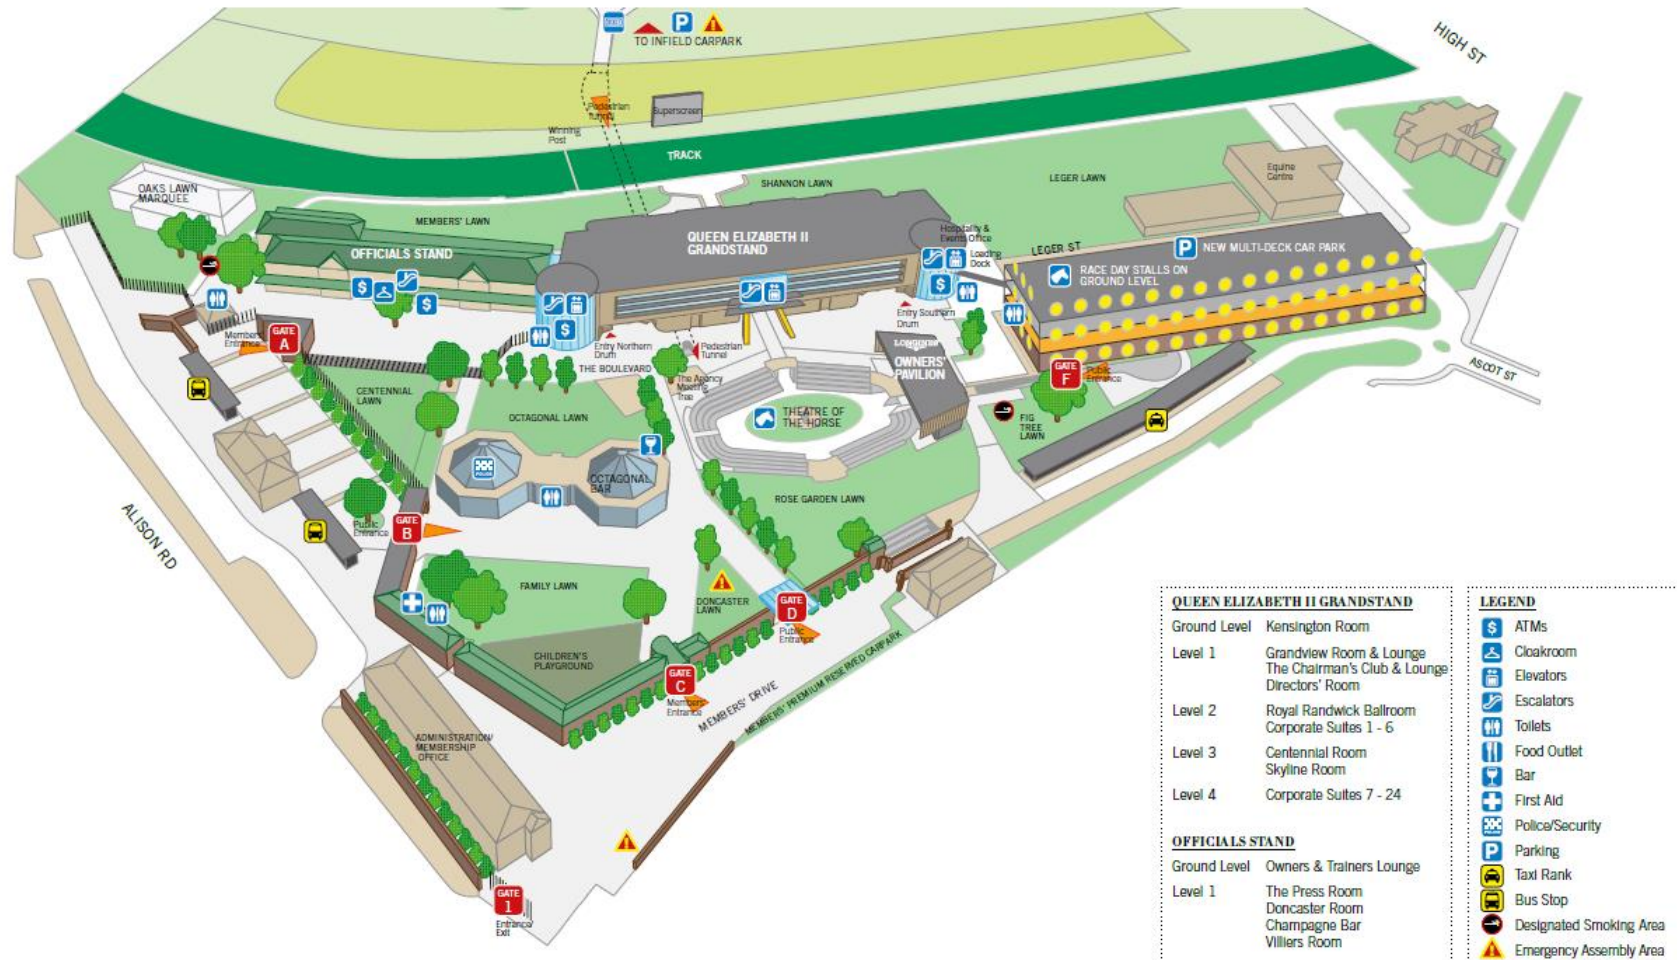 HIGH ST
TO INFIELD CARPARK
Pedestrian
Tunnel
Superscreen
Winning
Post
TRACK
SHANNON LAWN
LEGER LAWN
Equine
Centre
OAKS LAWN
MARQUEE
MEMBERS' LAWN
OFFICIALS STAND
QUEEN ELIZABETH II
GRANDSTAND
Hospitality &
Events Office
Loading
Dock
LEGER ST
NEW MULTI-DECK CAR PARK
RACE DAY STALLS ON
GROUND LEVEL
Members
Entrance
GATE
A
Entry Northern
Drum
THE BOULEVARD
Pedestrian
Tunnel
Entry Southern
Drum
LONGINES
OWNERS'
PAVILION
GATE
F
Public
Entrance
ASCOT ST
CENTENNIAL
LAWN
The Agency
Meeting
Tree
OCTAGONAL LAWN
THEATRE OF
THE HORSE
FIG
TREE
LAWN
POLICE
OCTAGONAL
BAR
ROSE GARDEN LAWN
ALISON RD
Public
Entrance
GATE
B
FAMILY LAWN
DONCASTER
LAWN
GATE
D
Public
Entrance
CHILDREN'S
PLAYGROUND
GATE
C
Members
Entrance
MEMBERS' DRIVE
MEMBERS' PREMIUM RESERVED CARPARK
ADMINISTRATION/
MEMBERSHIP
OFFICE
GATE
1
Entrance/
Exit
QUEEN ELIZABETH II GRANDSTAND
Ground Level Kensington Room
Level 1 Grandview Room & Lounge
The Chairman's Club & Lounge
Directors' Room
Level 2 Royal Randwick Ballroom
Corporate Suites 1 - 6
Level 3 Centennial Room
Skyline Room
Level 4 Corporate Suites 7 - 24
OFFICIALS STAND
Ground Level Owners & Trainers Lounge
Level 1 The Press Room
Doncaster Room
Champagne Bar
Villiers Room
LEGEND
ATMs
Cloakroom
Elevators
Escalators
Toilets
Food Outlet
Bar
First Aid
Police/Security
Parking
Taxi Rank
Bus Stop
Designated Smoking Area
Emergency Assembly Area